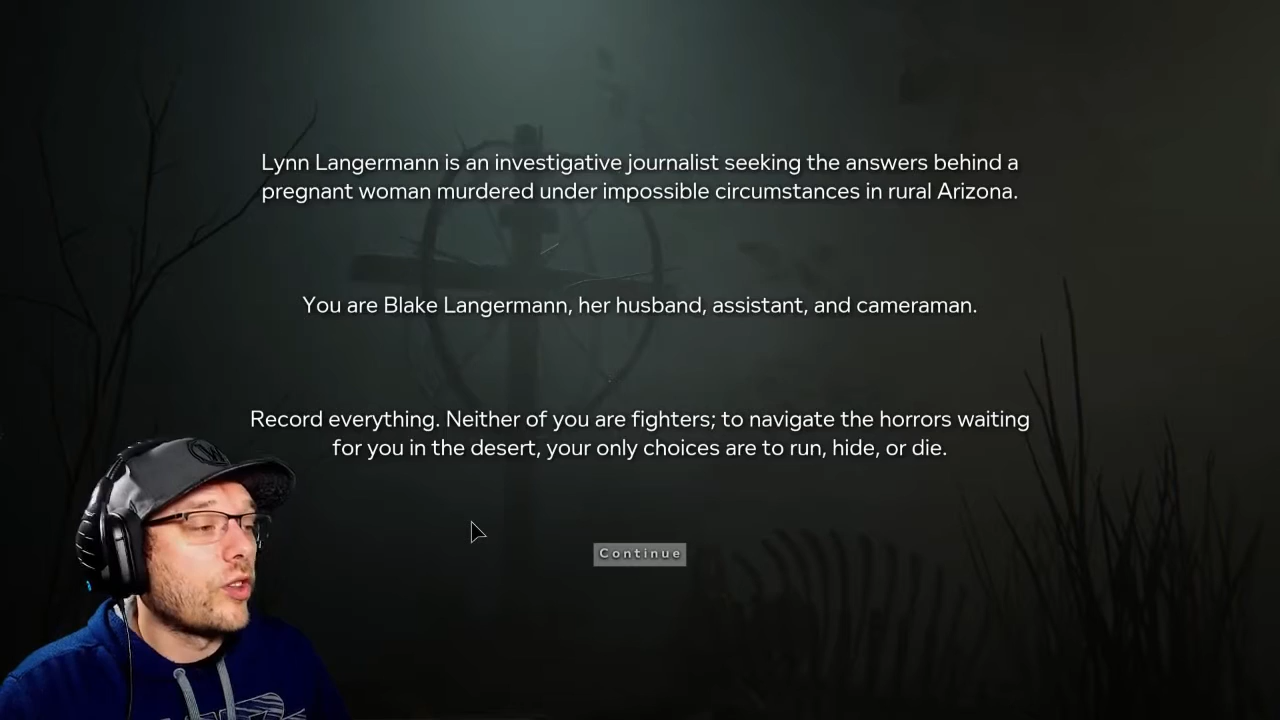 Lynn Langermann is an investigative journalist seeking the answers behind a
pregnant woman murdered under impossible circumstances in rural Arizona.
You are Blake Langermann, her husband, assistant, and cameraman.
Record everything. Neither of you are fighters; to navigate the horrors waiting
for you in the desert, your only choices are to run, hide, or die.
Continue